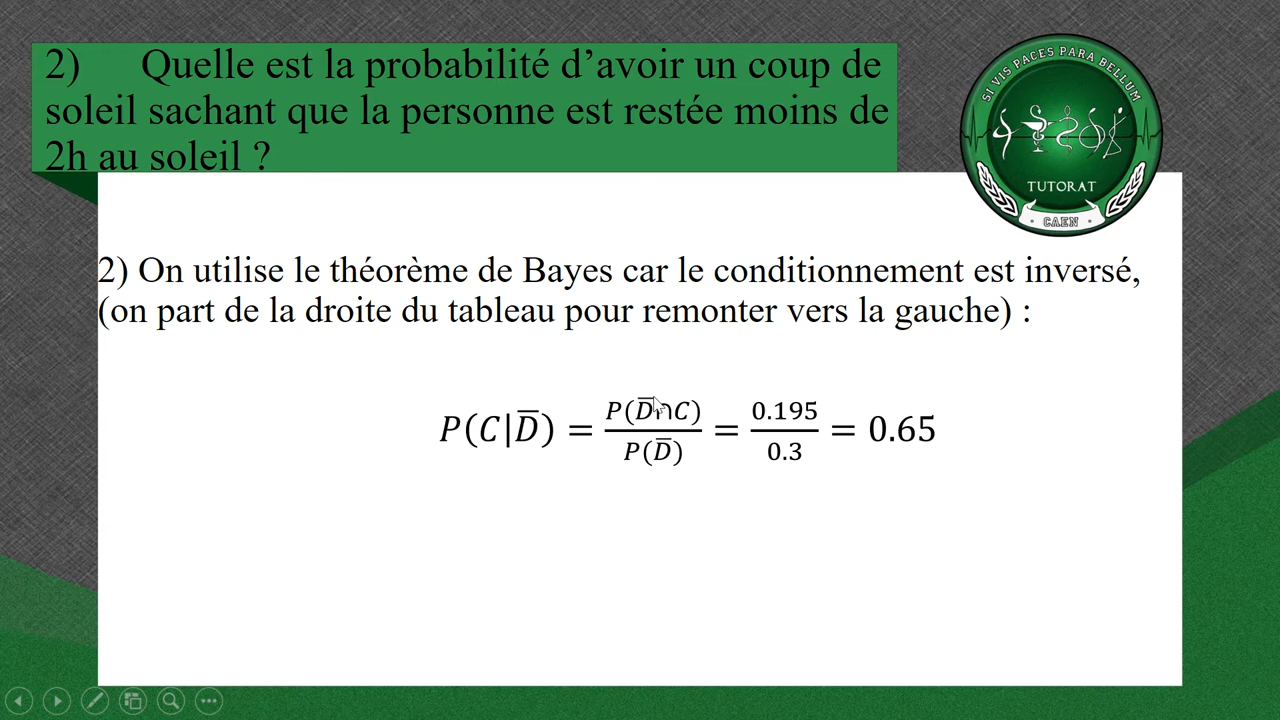 2) Quelle est la probabilité d’avoir un coup de
soleil sachant que la personne est restée moins de
2h au soleil ?
SI VIS PACES PARA BELLUM
TUTORAT
CAEN
2) On utilise le théorème de Bayes car le conditionnement est inversé,
(on part de la droite du tableau pour remonter vers la gauche) :
P(C|D̅) = P(D̅∩C)/P(D̅) = 0.195/0.3 = 0.65